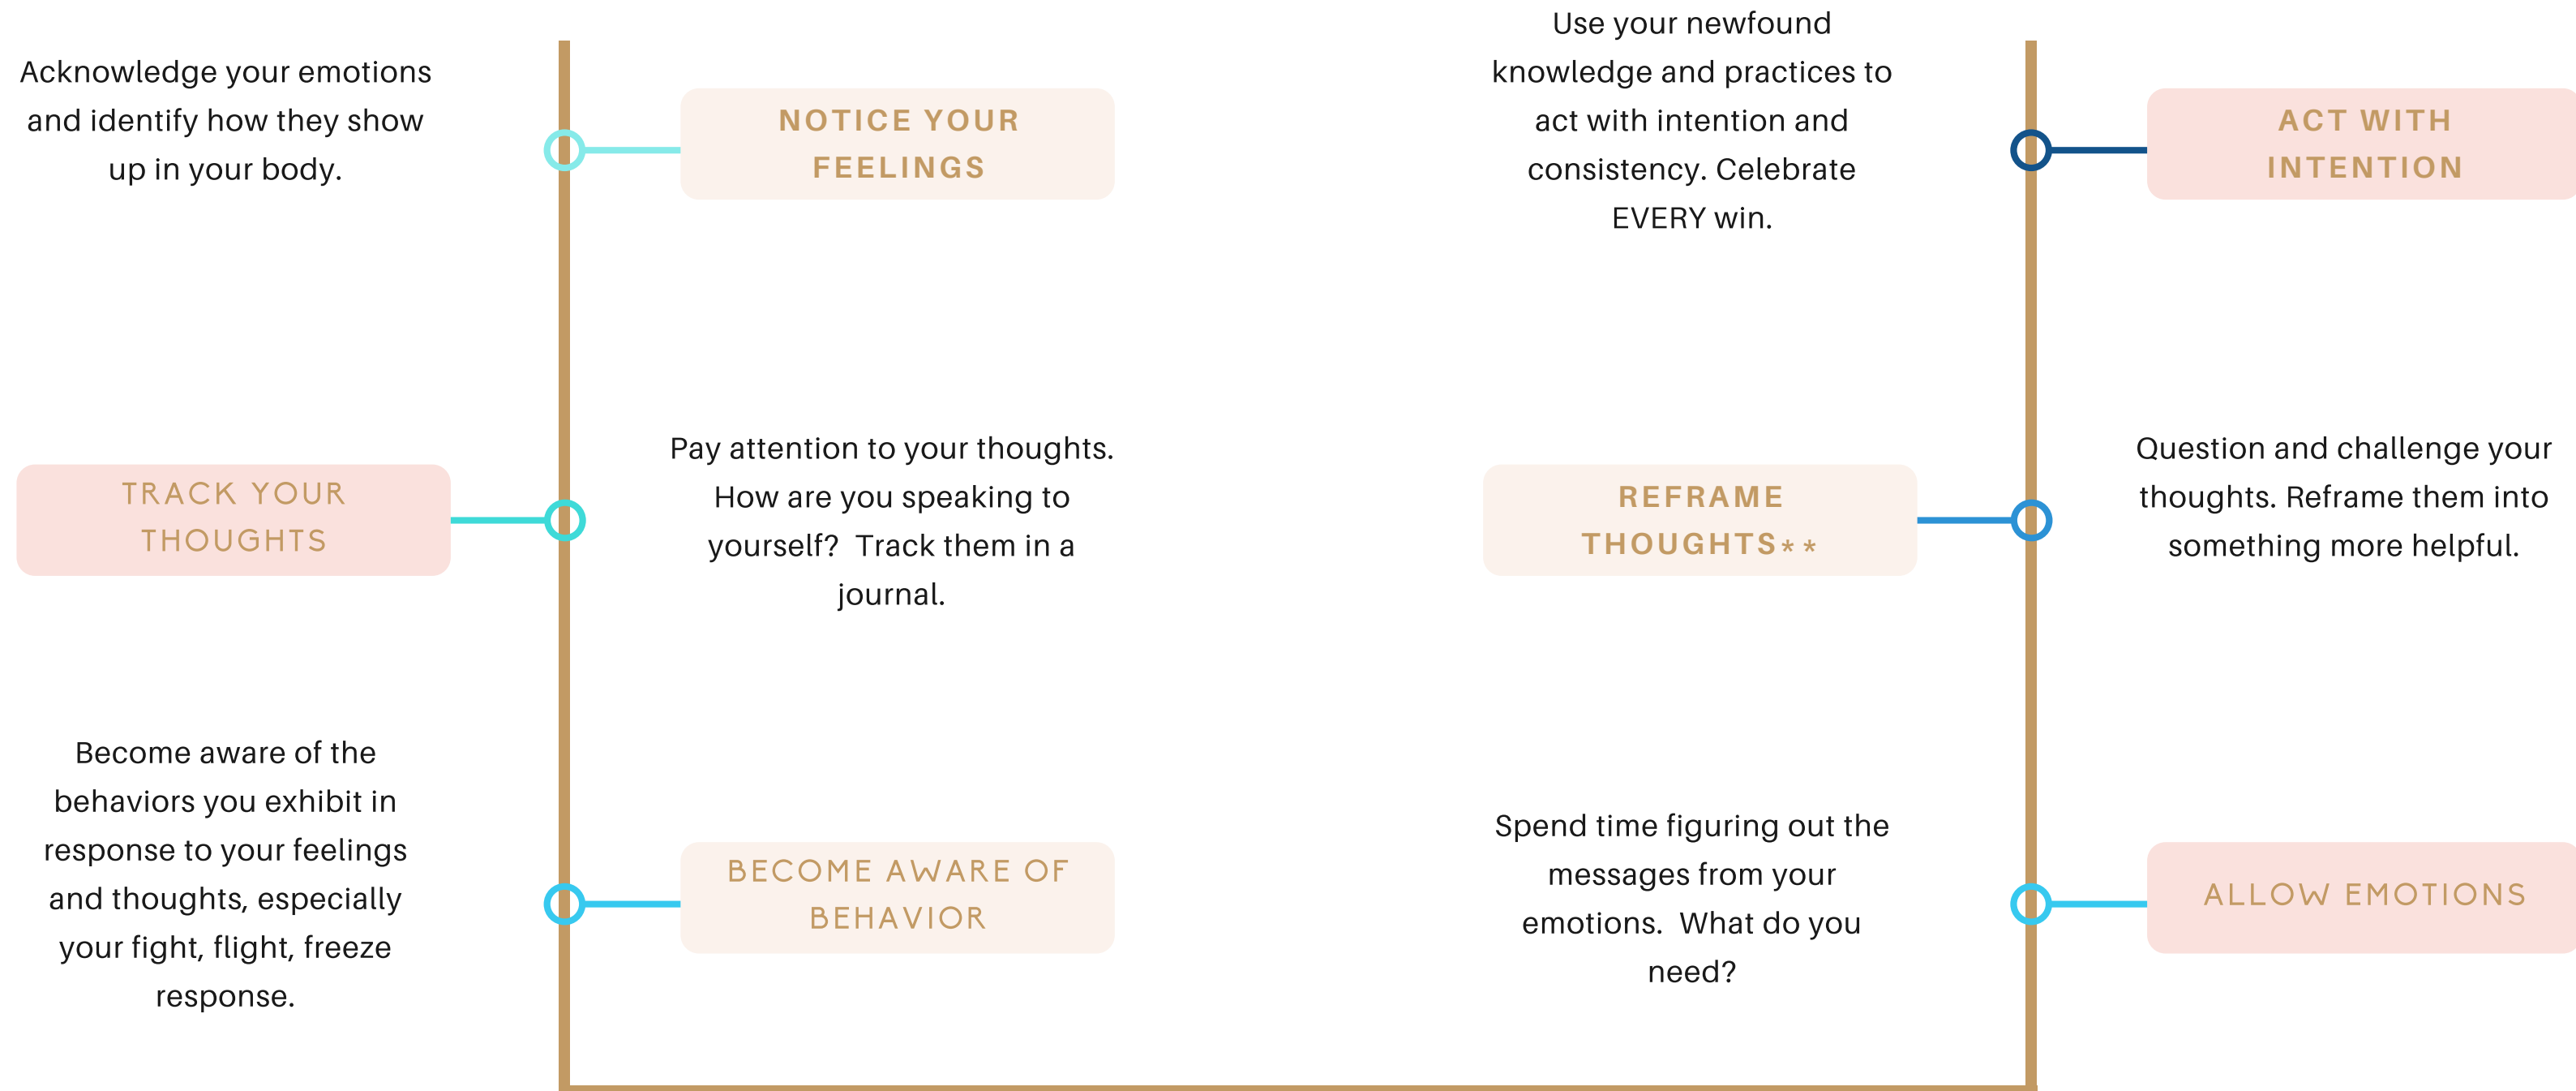 Acknowledge your emotions
and identify how they show
up in your body.
NOTICE YOUR
FEELINGS
TRACK YOUR
THOUGHTS
Pay attention to your thoughts.
How are you speaking to
yourself?  Track them in a
journal.
Become aware of the
behaviors you exhibit in
response to your feelings
and thoughts, especially
your fight, flight, freeze
response.
BECOME AWARE OF
BEHAVIOR
Use your newfound
knowledge and practices to
act with intention and
consistency. Celebrate
EVERY win.
ACT WITH
INTENTION
REFRAME
THOUGHTS**
Question and challenge your
thoughts. Reframe them into
something more helpful.
Spend time figuring out the
messages from your
emotions.  What do you
need?
ALLOW EMOTIONS